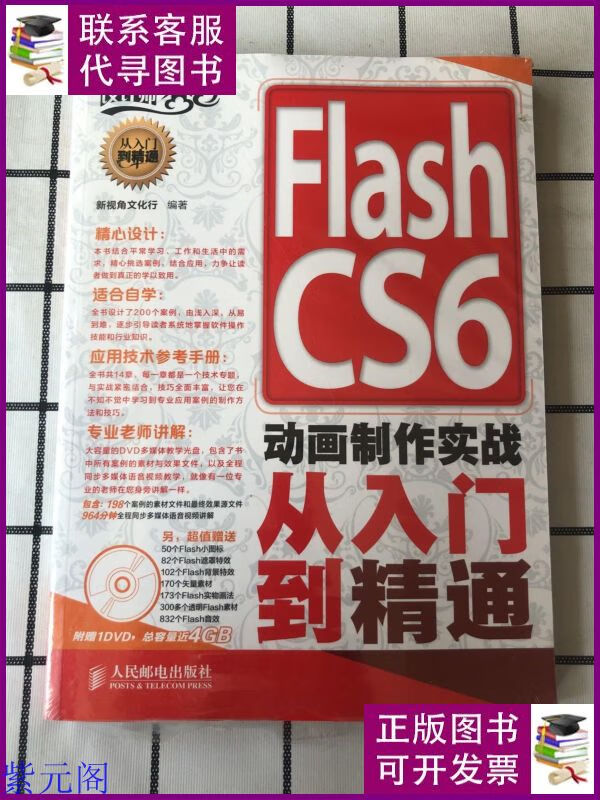 联系客服
代寻图书
从入门
到精通
新视角文化行 编著
精心设计：
本书结合平常学习、工作和生活中的需
求，精心挑选案例，结合应用，力争让读
者做到真正的学以致用。
适合自学：
全书设计了200个案例，由浅入深、从易
到难，逐步引导读者系统地掌握软件操作
技能和行业知识。
应用技术参考手册：
全书共14章，每一章都是一个技术专题，
与实战紧密结合，技巧全面丰富，让您在
不知不觉中学习到专业应用案例的制作方
法和技巧。
专业老师讲解：
大容量的DVD多媒体教学光盘，包含了书
中所有案例的素材与效果文件，以及全程
同步多媒体语音视频教学，就像有一位专
业的老师在您身旁讲解一样。
包含：198个案例的素材文件和最终效果源文件
964分钟全程同步多媒体语音视频讲解
另，超值赠送
50个Flash小图标
82个Flash遮罩特效
102个Flash背景特效
170个矢量素材
173个Flash实物画法
300多个透明Flash素材
832个Flash音效
附赠1DVD，总容量近4GB
Flash
CS6
动画制作实战
从入门
到精通
人民邮电出版社
POSTS & TELECOM PRESS
正版图书
可开发票
紫元阁